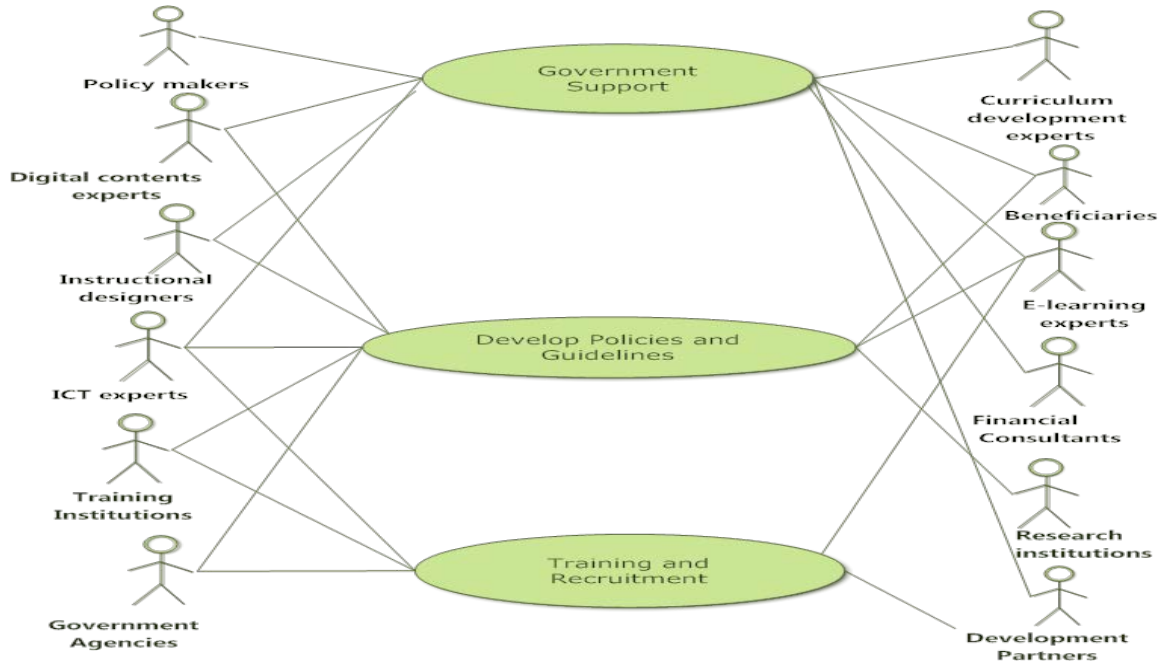 Policy makers
Digital contents
experts
Instructional
designers
ICT experts
Training
Institutions
Government
Agencies
Government
Support
Develop Policies and
Guidelines
Training and
Recruitment
Curriculum
development
experts
Beneficiaries
E-learning
experts
Financial
Consultants
Research
institutions
Development
Partners